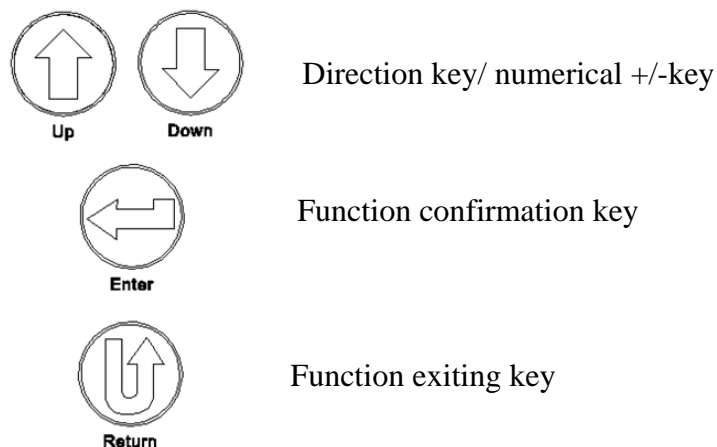 Direction key/ numerical +/-key
Up Down
Function confirmation key
Enter
Function exiting key
Return